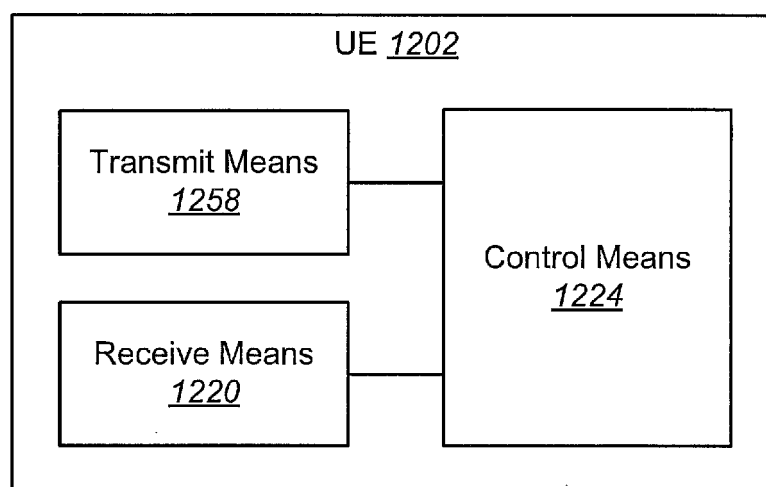 UE 1202
Transmit Means
1258
Control Means
1224
Receive Means
1220